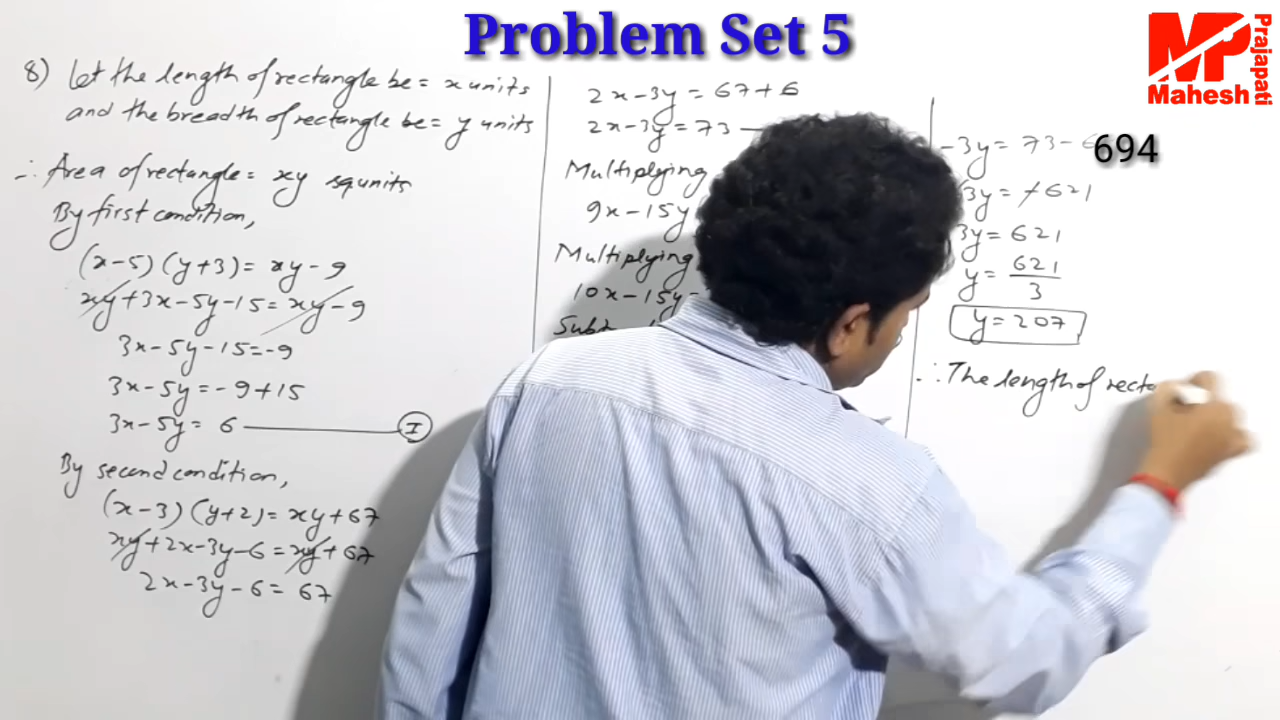 Problem Set 5
MP
Mahesh
Prajapati
8) Let the length of rectangle be = x units
and the breadth of rectangle be = y units
∴ Area of rectangle = xy sq units
By first condition,
(x-5) (y+3) = xy-9
xy+3x-5y-15=xy-9
3x-5y-15=-9
3x-5y=-9+15
3x-5y= 6 I
By second condition,
(x-3) (y+2)= xy+67
xy+2x-3y-6=xy+67
2x-3y-6= 67
2x-3y = 67+6
2x-3y=73
Multiplying
9x-15y
Multiplying
10x-15y=
-3y= 73-
694
3y=-621
3y= 621
y= 621/3
y=207
∴ The length of